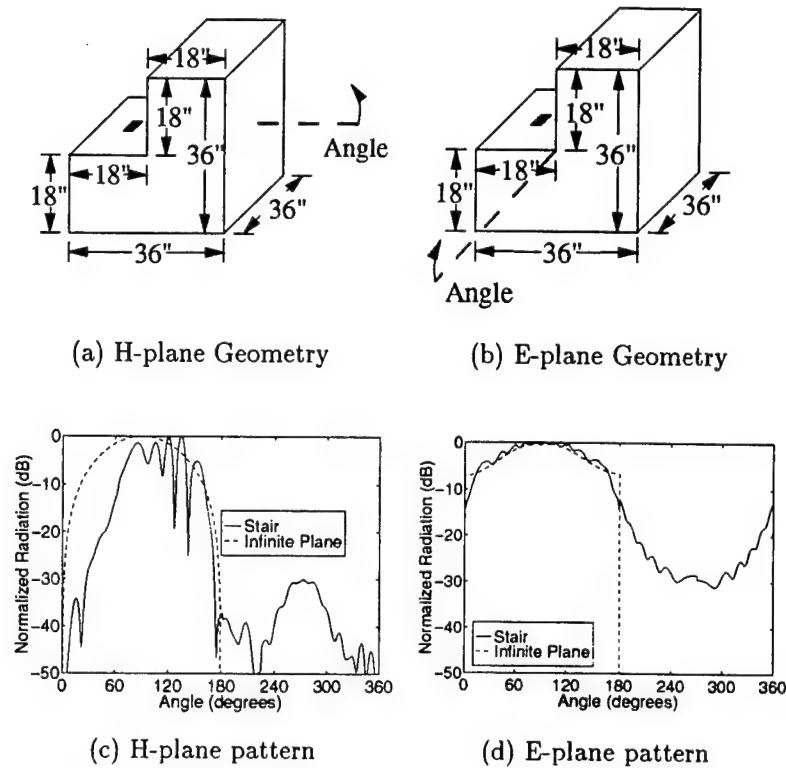 18"
18"
36"
Angle
18"
18"
36"
36"
(a) H-plane Geometry
18"
18"
36"
18"
18"
36"
36"
Angle
(b) E-plane Geometry
Normalized Radiation (dB)
0
-10
-20
-30
-40
-50
Stair
Infinite Plane
0 60 120 180 240 300 360
Angle (degrees)
(c) H-plane pattern
Normalized Radiation (dB)
0
-10
-20
-30
-40
-50
Stair
Infinite Plane
0 60 120 180 240 300 360
Angle (degrees)
(d) E-plane pattern